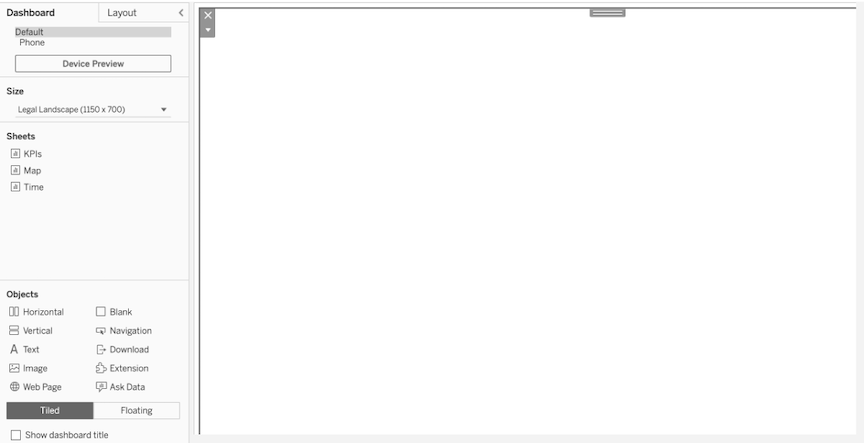 Dashboard Layout
Default
Phone
Device Preview
Size
Legal Landscape (1150 x 700)
Sheets
KPIs
Map
Time
Objects
Horizontal Blank
Vertical Navigation
A Text Download
Image Extension
Web Page Ask Data
Tiled Floating
Show dashboard title